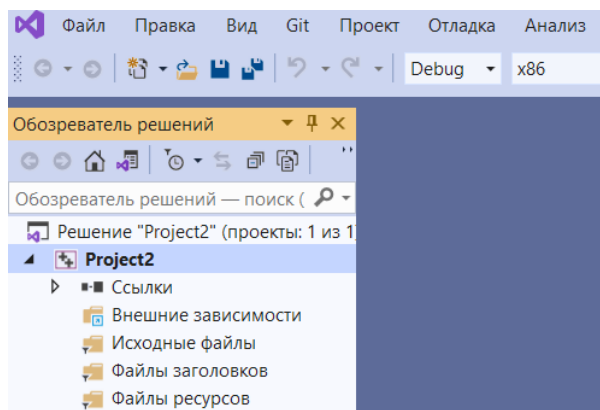 Файл Правка Вид Git Проект Отладка Анализ
Debug x86
Обозреватель решений
Обозреватель решений — поиск (
Решение "Project2" (проекты: 1 из 1
Project2
Ссылки
Внешние зависимости
Исходные файлы
Файлы заголовков
Файлы ресурсов